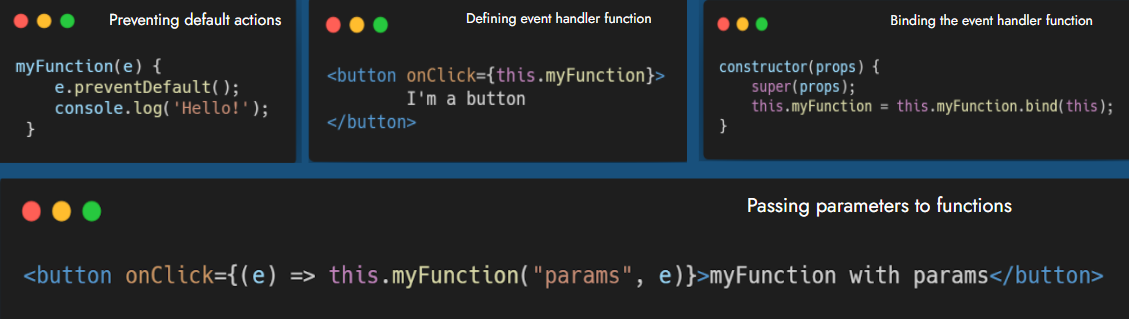 Preventing default actions
myFunction(e) {
    e.preventDefault();
    console.log('Hello!');
}
Defining event handler function
<button onClick={this.myFunction}>
        I'm a button
</button>
Binding the event handler function
constructor(props) {
    super(props);
    this.myFunction = this.myFunction.bind(this);
}
Passing parameters to functions
<button onClick={(e) => this.myFunction("params", e)}>myFunction with params</button>